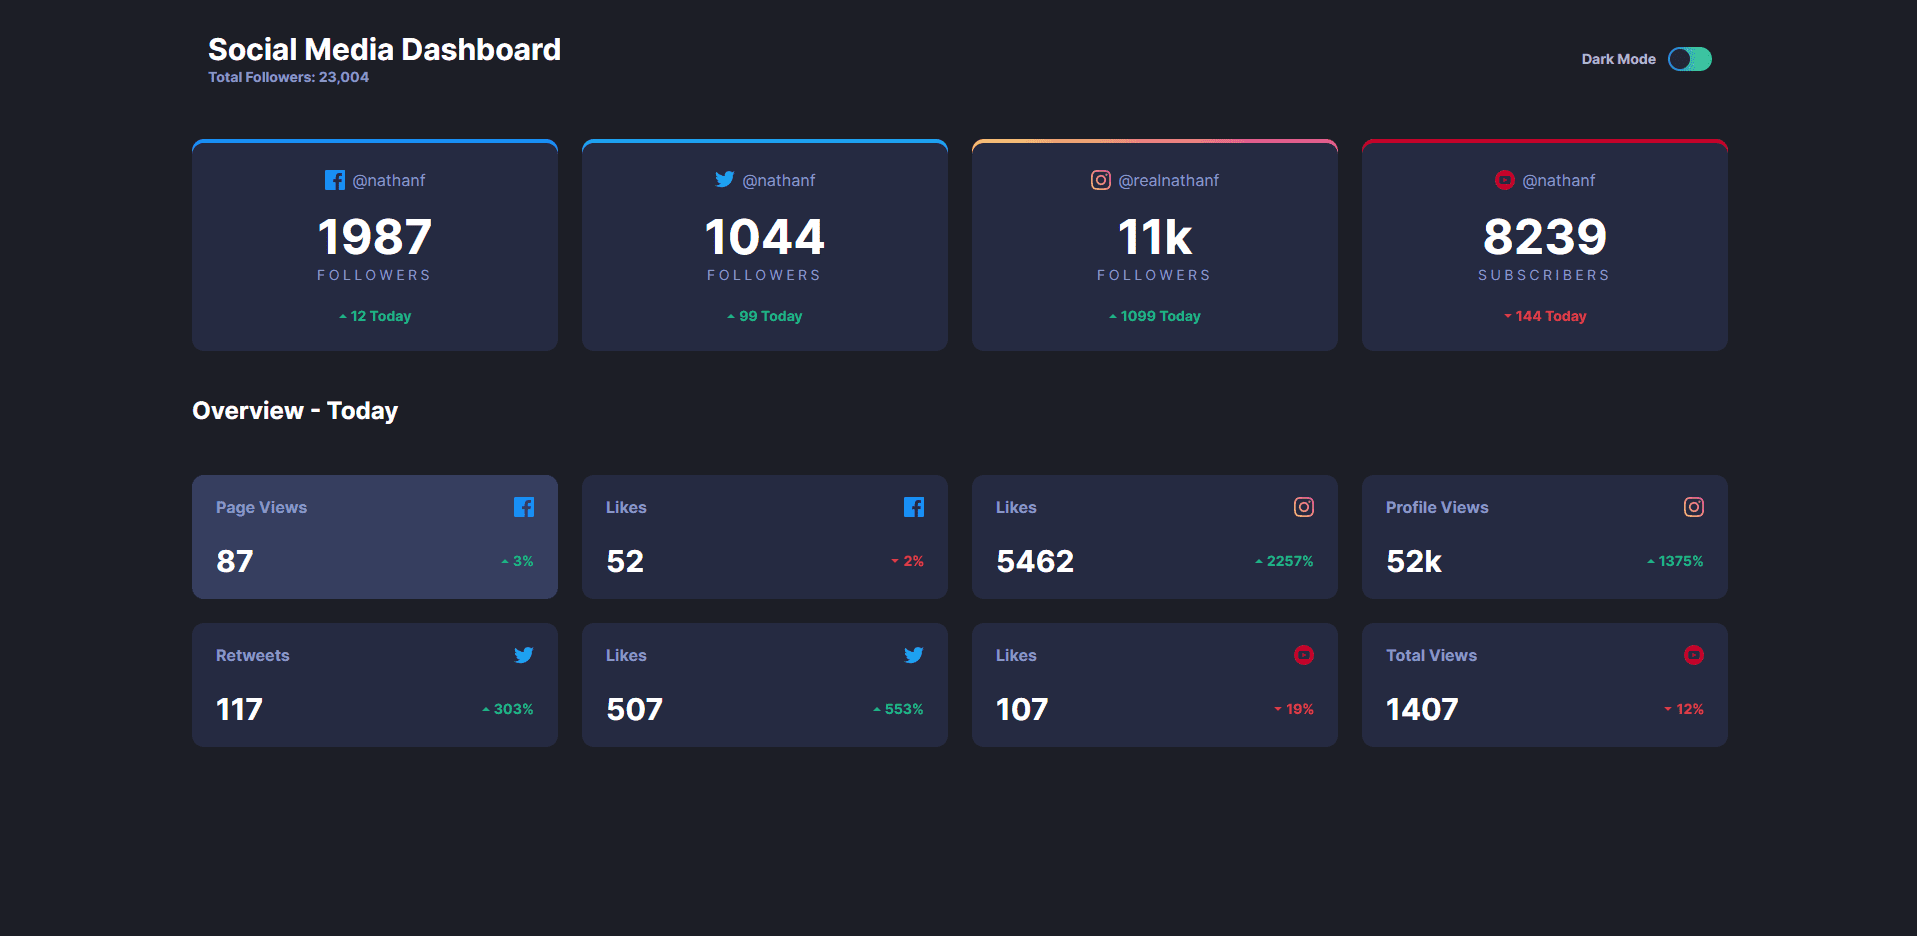 Social Media Dashboard
Total Followers: 23,004
Dark Mode
@nathanf
1987
FOLLOWERS
12 Today
@nathanf
1044
FOLLOWERS
99 Today
@realnathanf
11k
FOLLOWERS
1099 Today
@nathanf
8239
SUBSCRIBERS
144 Today
Overview - Today
Page Views
87
3%
Likes
52
2%
Likes
5462
2257%
Profile Views
52k
1375%
Retweets
117
303%
Likes
507
553%
Likes
107
19%
Total Views
1407
12%